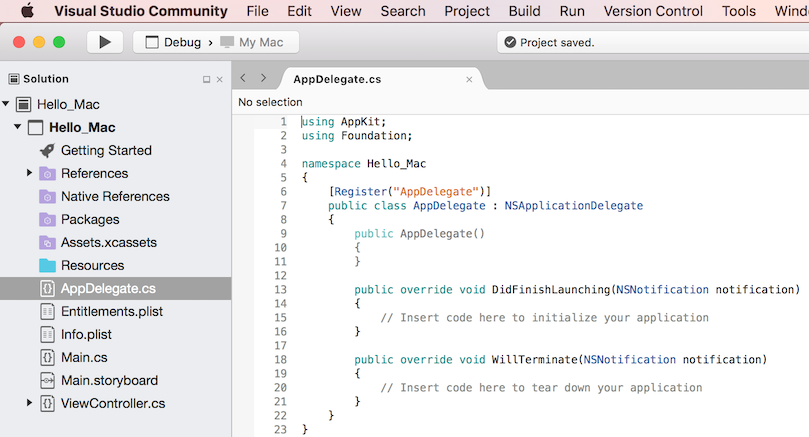 Visual Studio Community File Edit View Search Project Build Run Version Control Tools
Debug › My Mac Project saved.
Solution
AppDelegate.cs
No selection
Hello_Mac
Hello_Mac
Getting Started
References
Native References
Packages
Assets.xcassets
Resources
AppDelegate.cs
Entitlements.plist
Info.plist
Main.cs
Main.storyboard
ViewController.cs
1 using AppKit;
2 using Foundation;
3
4 namespace Hello_Mac
5 {
6 [Register("AppDelegate")]
7 public class AppDelegate : NSApplicationDelegate
8 {
9 public AppDelegate()
10 {
11 }
12
13 public override void DidFinishLaunching(NSNotification notification)
14 {
15 // Insert code here to initialize your application
16 }
17
18 public override void WillTerminate(NSNotification notification)
19 {
20 // Insert code here to tear down your application
21 }
22 }
23 }